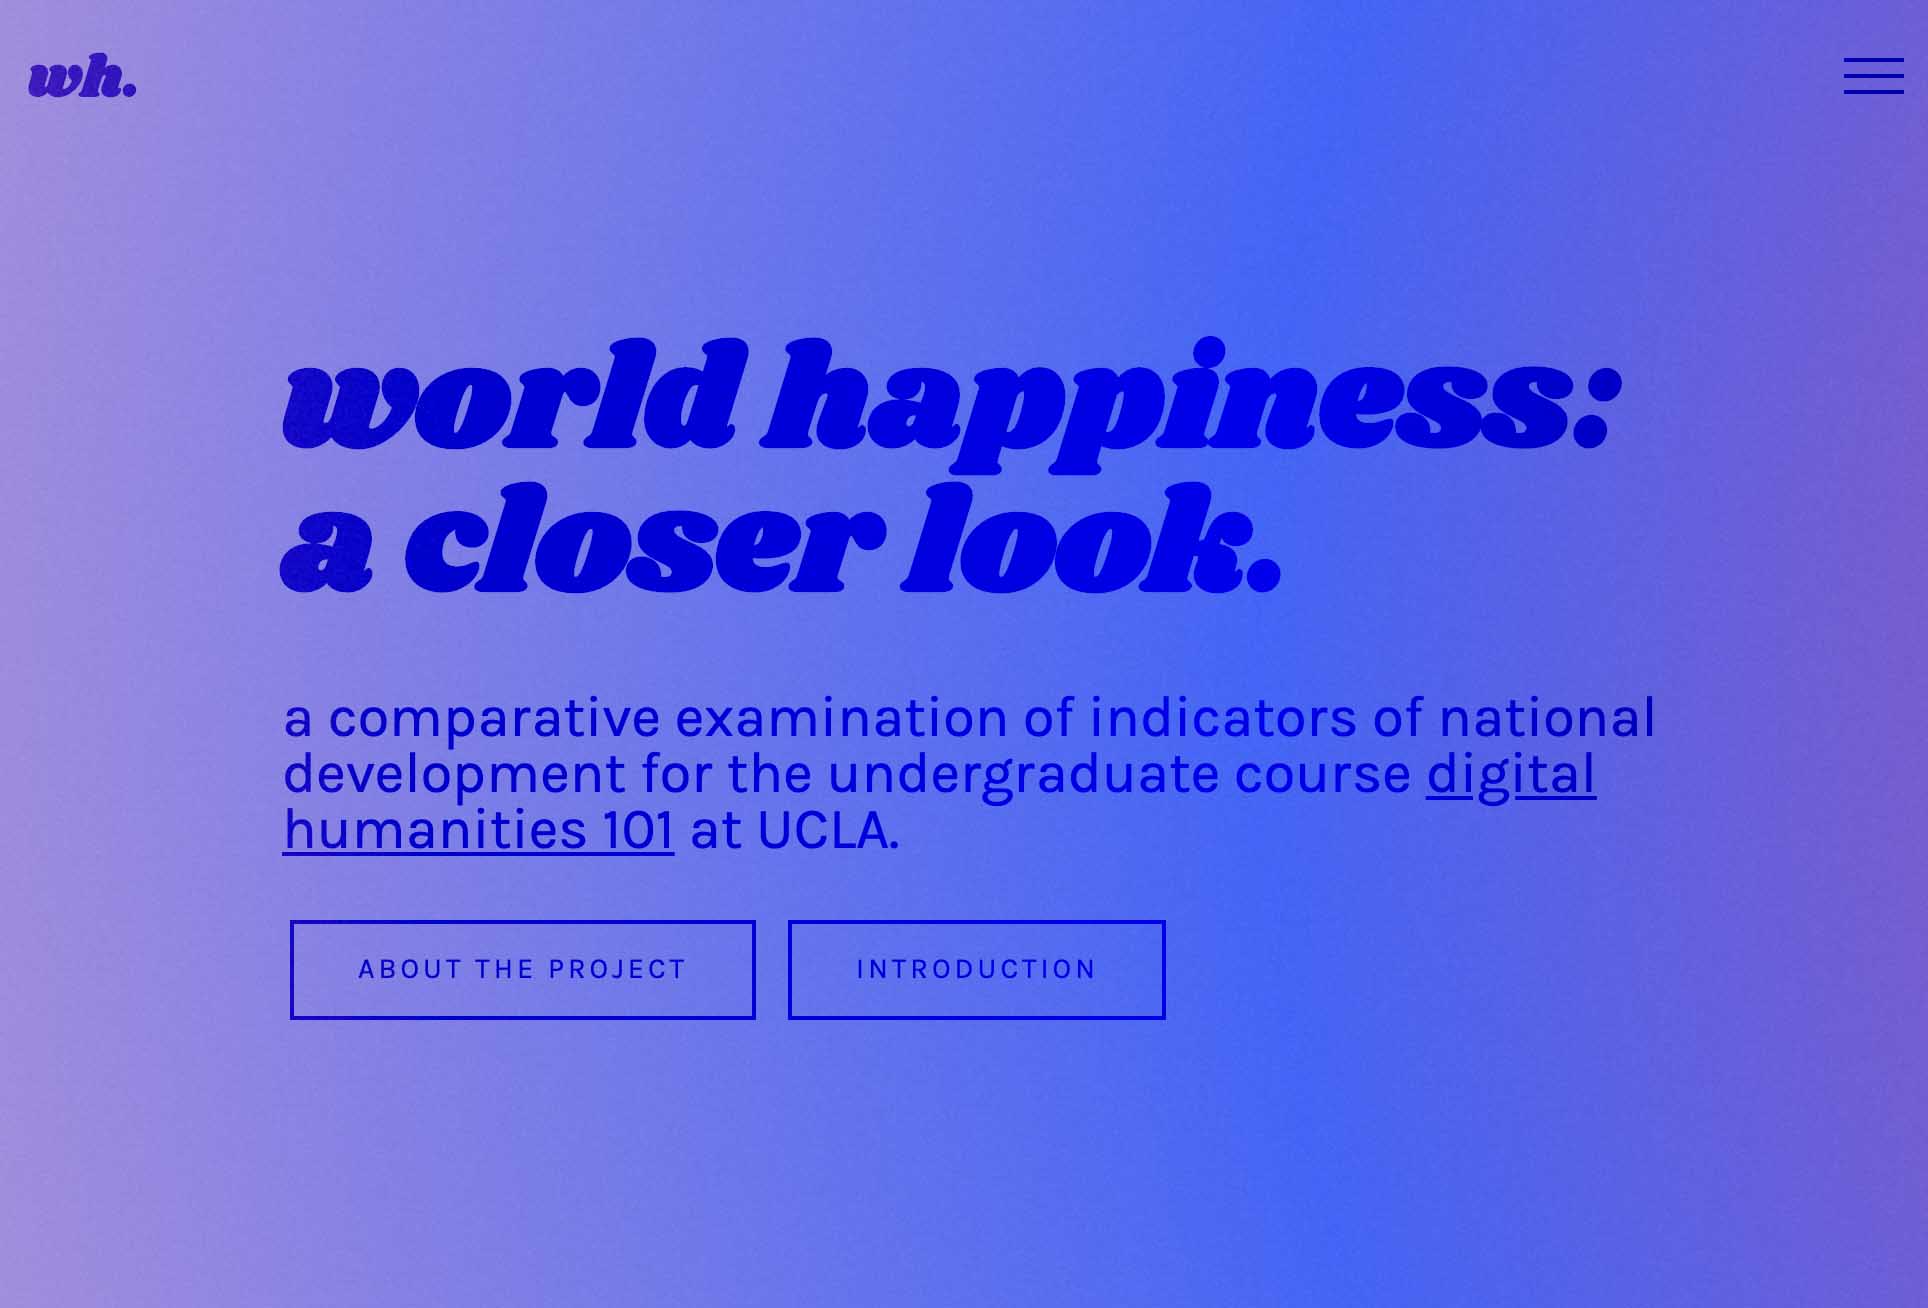 wh.
world happiness:
a closer look.
a comparative examination of indicators of national
development for the undergraduate course digital
humanities 101 at UCLA.
ABOUT THE PROJECT
INTRODUCTION